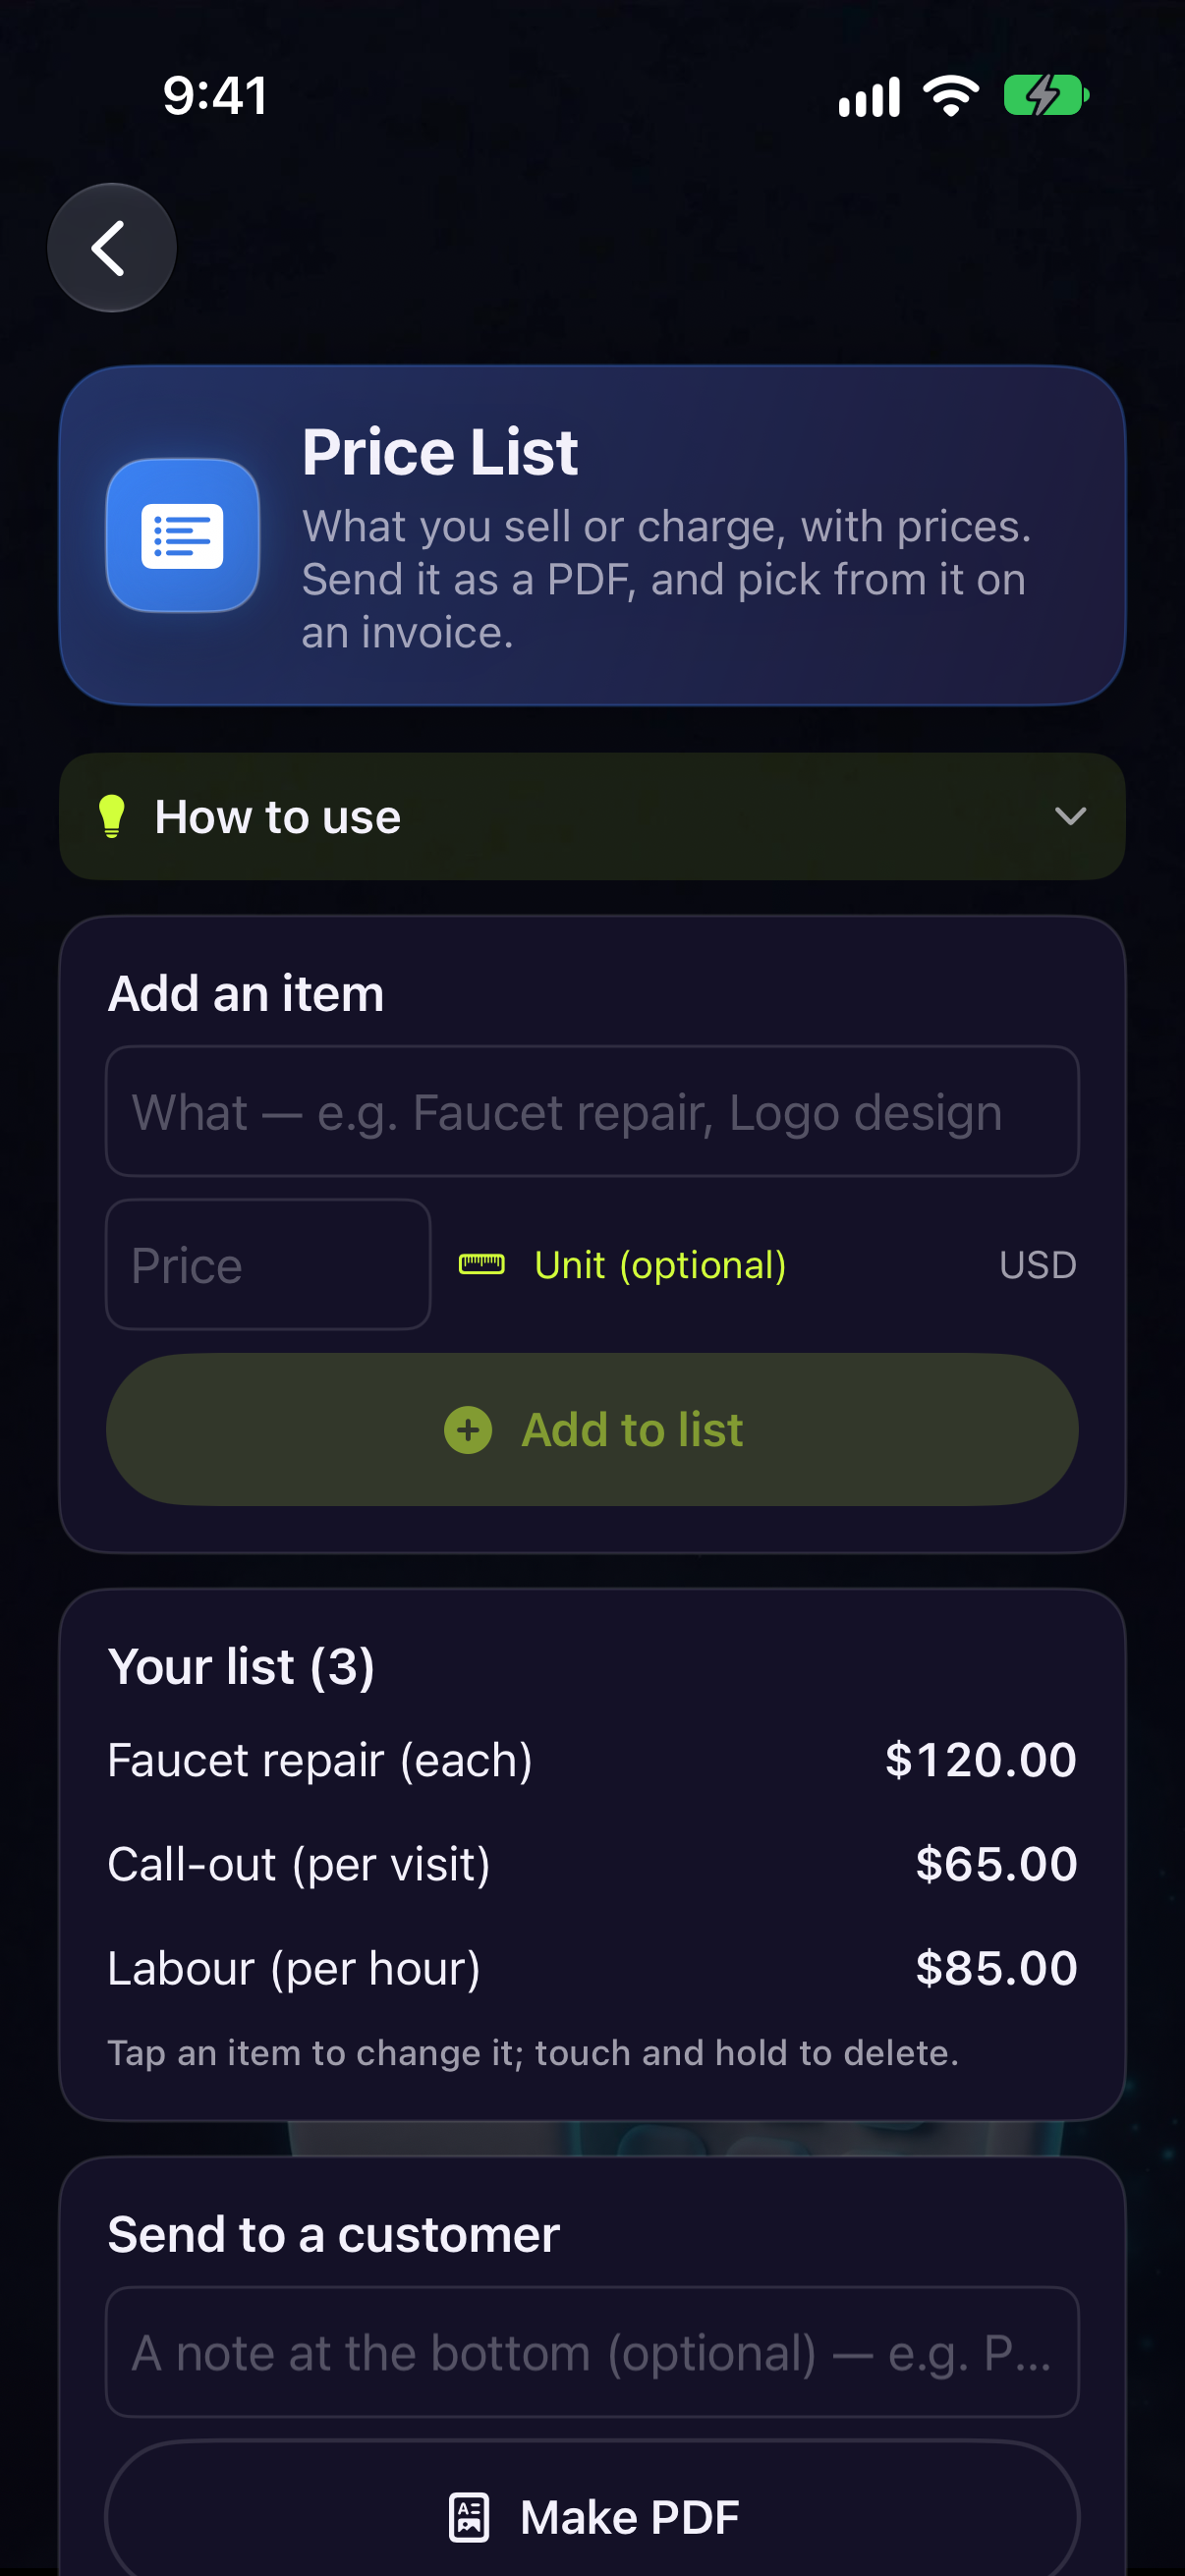 9:41
Price List
What you sell or charge, with prices.
Send it as a PDF, and pick from it on
an invoice.
How to use
Add an item
What — e.g. Faucet repair, Logo design
Price
Unit (optional)
USD
Add to list
Your list (3)
Faucet repair (each)
$120.00
Call-out (per visit)
$65.00
Labour (per hour)
$85.00
Tap an item to change it; touch and hold to delete.
Send to a customer
A note at the bottom (optional) — e.g. P...
Make PDF